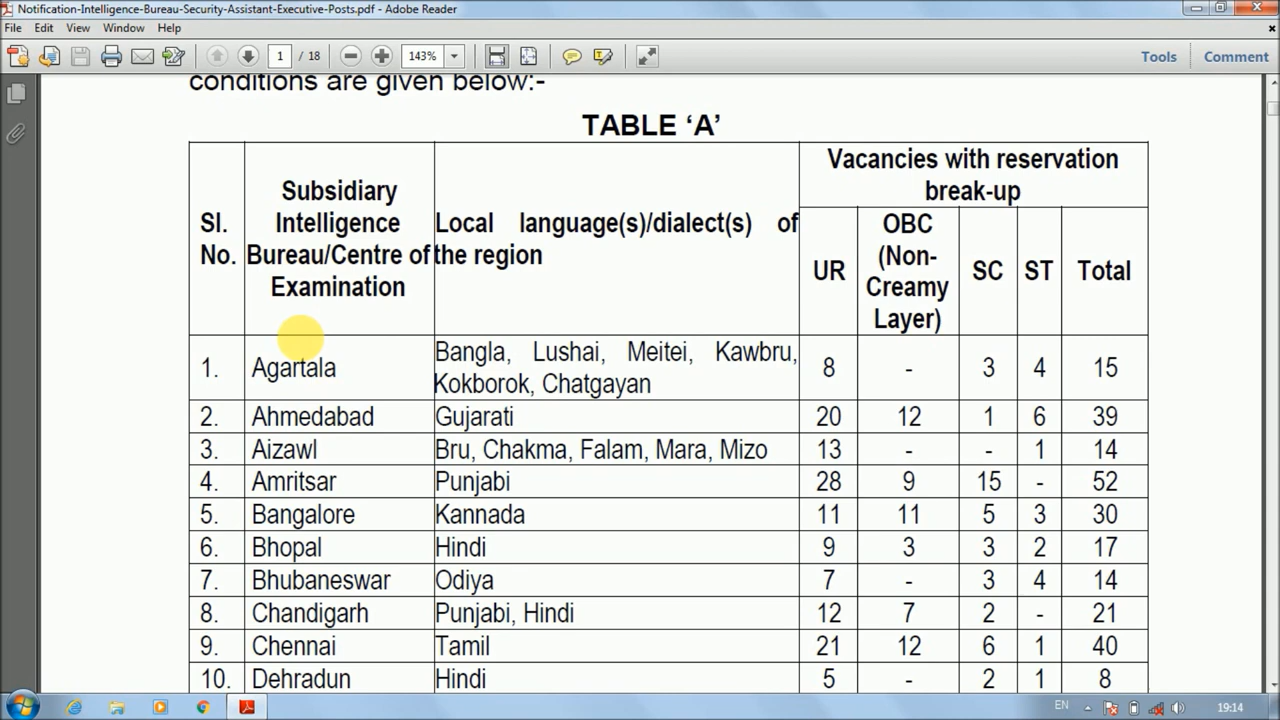 Notification-Intelligence-Bureau-Security-Assistant-Executive-Posts.pdf - Adobe Reader
File Edit View Window Help
1 / 18 143% Tools Comment
conditions are given below:-
TABLE ‘A’
Sl. No. Subsidiary Intelligence Bureau/Centre of Examination Local language(s)/dialect(s) of the region Vacancies with reservation break-up
UR OBC (Non-Creamy Layer) SC ST Total
1. Agartala Bangla, Lushai, Meitei, Kawbru, Kokborok, Chatgayan 8 - 3 4 15
2. Ahmedabad Gujarati 20 12 1 6 39
3. Aizawl Bru, Chakma, Falam, Mara, Mizo 13 - - 1 14
4. Amritsar Punjabi 28 9 15 - 52
5. Bangalore Kannada 11 11 5 3 30
6. Bhopal Hindi 9 3 3 2 17
7. Bhubaneswar Odiya 7 - 3 4 14
8. Chandigarh Punjabi, Hindi 12 7 2 - 21
9. Chennai Tamil 21 12 6 1 40
10. Dehradun Hindi 5 - 2 1 8
EN 19:14